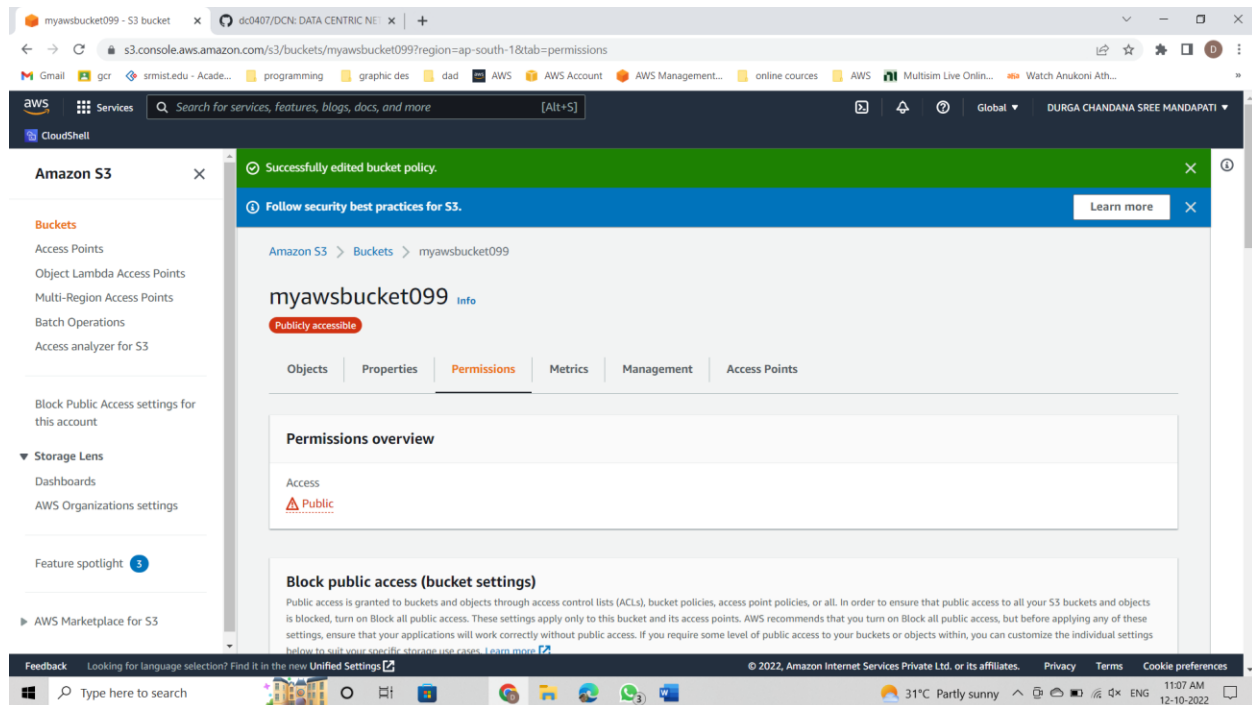 myawsbucket099 - S3 bucket
dc0407/DCN: DATA CENTRIC NE
s3.console.aws.amazon.com/s3/buckets/myawsbucket099?region=ap-south-1&tab=permissions
D
Gmail gcr srmist.edu - Acade... programming graphic des dad AWS AWS Account AWS Management... online cources AWS Multisim Live Onlin... Watch Anukoni Ath... »
aws Services Search for services, features, blogs, docs, and more [Alt+S] Global DURGA CHANDANA SREE MANDAPATI
CloudShell
Amazon S3
Buckets
Access Points
Object Lambda Access Points
Multi-Region Access Points
Batch Operations
Access analyzer for S3
Block Public Access settings for
this account
Storage Lens
Dashboards
AWS Organizations settings
Feature spotlight 3
AWS Marketplace for S3
Successfully edited bucket policy.
Follow security best practices for S3. Learn more
Amazon S3 > Buckets > myawsbucket099
myawsbucket099 Info
Publicly accessible
Objects Properties Permissions Metrics Management Access Points
Permissions overview
Access
Public
Block public access (bucket settings)
Public access is granted to buckets and objects through access control lists (ACLs), bucket policies, access point policies, or all. In order to ensure that public access to all your S3 buckets and objects
is blocked, turn on Block all public access. These settings apply only to this bucket and its access points. AWS recommends that you turn on Block all public access, but before applying any of these
settings, ensure that your applications will work correctly without public access. If you require some level of public access to your buckets or objects within, you can customize the individual settings
below to suit your specific storage use cases. Learn more
Feedback Looking for language selection? Find it in the new Unified Settings © 2022, Amazon Internet Services Private Ltd. or its affiliates. Privacy Terms Cookie preferences
Type here to search 3 31°C Partly sunny ENG 11:07 AM
12-10-2022